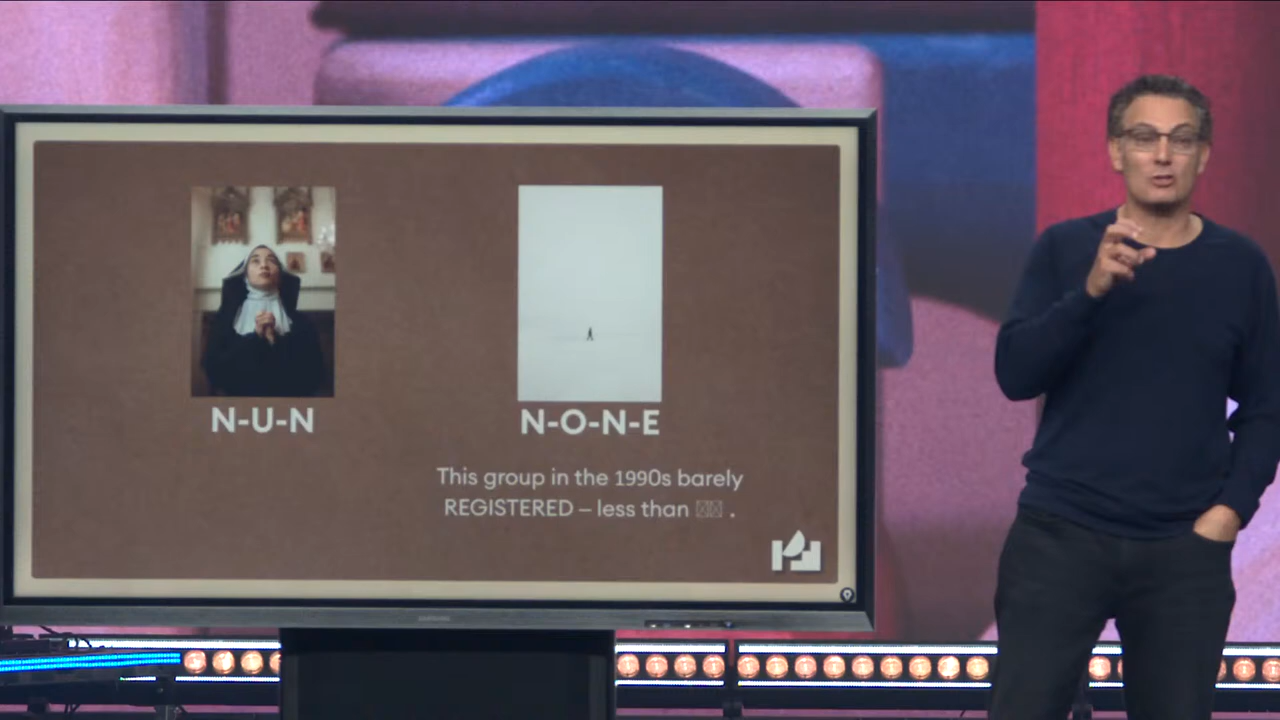 N-U-N
N-O-N-E
This group in the 1990s barely
REGISTERED – less than .